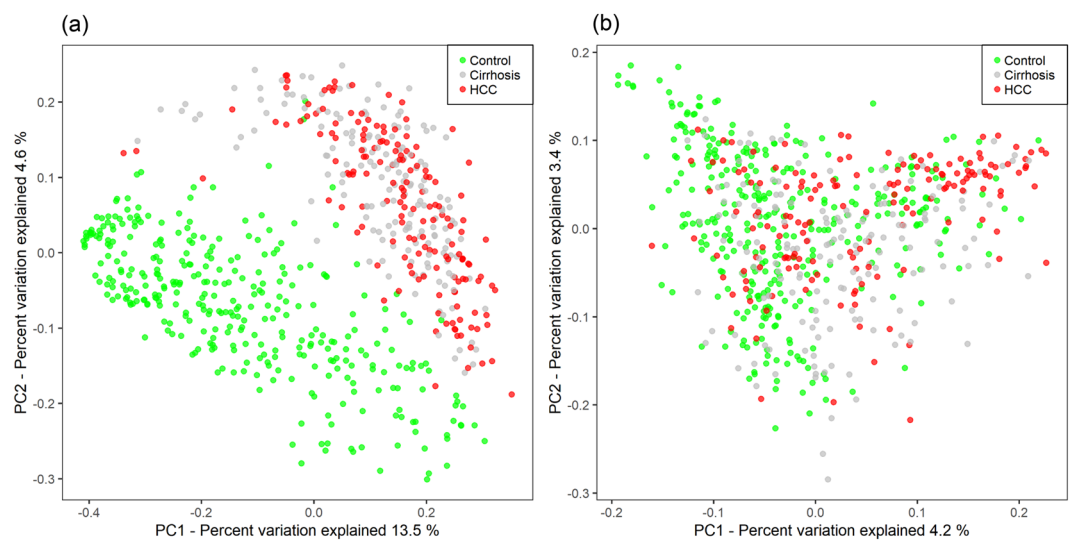 (a)
Control
Cirrhosis
HCC
PC2 - Percent variation explained 4.6 %
0.2
0.1
0.0
-0.1
-0.2
-0.3
-0.4
-0.2
0.0
0.2
PC1 - Percent variation explained 13.5 %
(b)
Control
Cirrhosis
HCC
PC2 - Percent variation explained 3.4 %
0.2
0.1
0.0
-0.1
-0.2
-0.3
-0.2
-0.1
0.0
0.1
0.2
PC1 - Percent variation explained 4.2 %